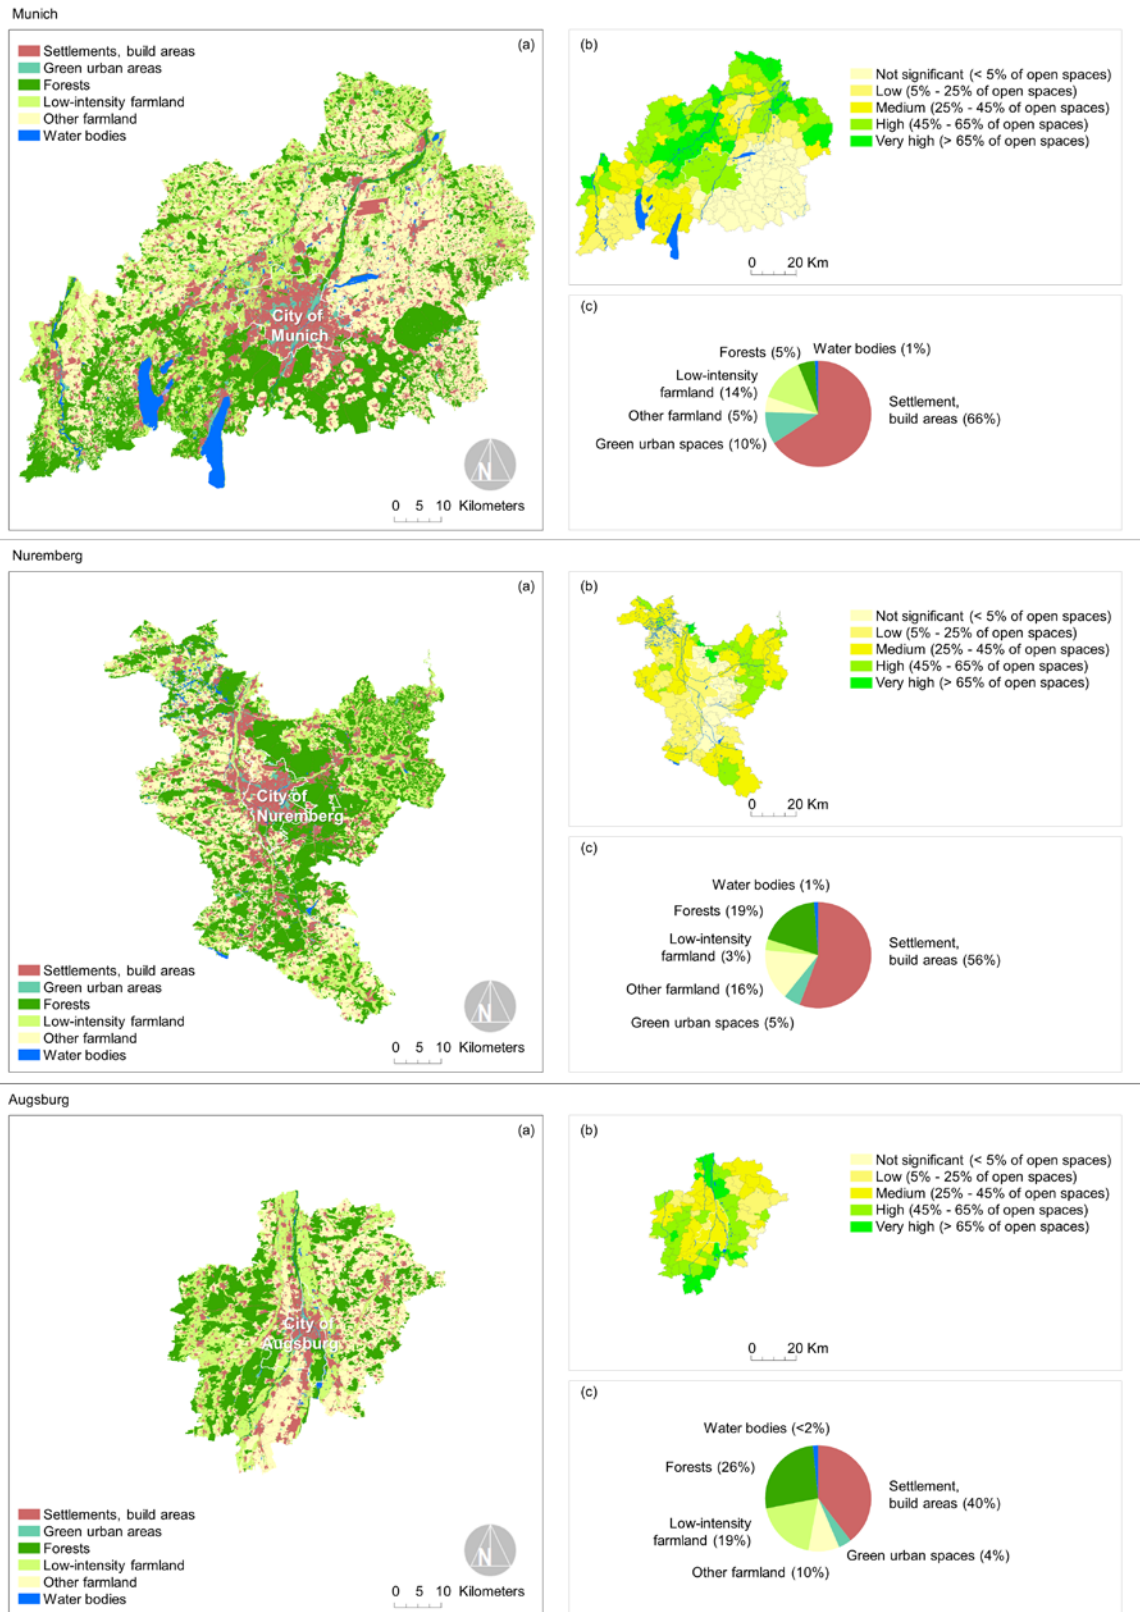 Munich
(a)
Settlements, build areas
Green urban areas
Forests
Low-intensity farmland
Other farmland
Water bodies
City of
Munich
N
0 5 10 Kilometers
(b)
Not significant (< 5% of open spaces)
Low (5% - 25% of open spaces)
Medium (25% - 45% of open spaces)
High (45% - 65% of open spaces)
Very high (> 65% of open spaces)
0 20 Km
(c)
Forests (5%)
Water bodies (1%)
Low-intensity
farmland (14%)
Other farmland (5%)
Green urban spaces (10%)
Settlement,
build areas (66%)
Nuremberg
(a)
City of
Nuremberg
Settlements, build areas
Green urban areas
Forests
Low-intensity farmland
Other farmland
Water bodies
N
0 5 10 Kilometers
(b)
Not significant (< 5% of open spaces)
Low (5% - 25% of open spaces)
Medium (25% - 45% of open spaces)
High (45% - 65% of open spaces)
Very high (> 65% of open spaces)
0 20 Km
(c)
Water bodies (1%)
Forests (19%)
Low-intensity
farmland (3%)
Other farmland (16%)
Green urban spaces (5%)
Settlement,
build areas (56%)
Augsburg
(a)
City of
Augsburg
Settlements, build areas
Green urban areas
Forests
Low-intensity farmland
Other farmland
Water bodies
N
0 5 10 Kilometers
(b)
Not significant (< 5% of open spaces)
Low (5% - 25% of open spaces)
Medium (25% - 45% of open spaces)
High (45% - 65% of open spaces)
Very high (> 65% of open spaces)
0 20 Km
(c)
Water bodies (<2%)
Forests (26%)
Low-intensity
farmland (19%)
Other farmland (10%)
Settlement,
build areas (40%)
Green urban spaces (4%)